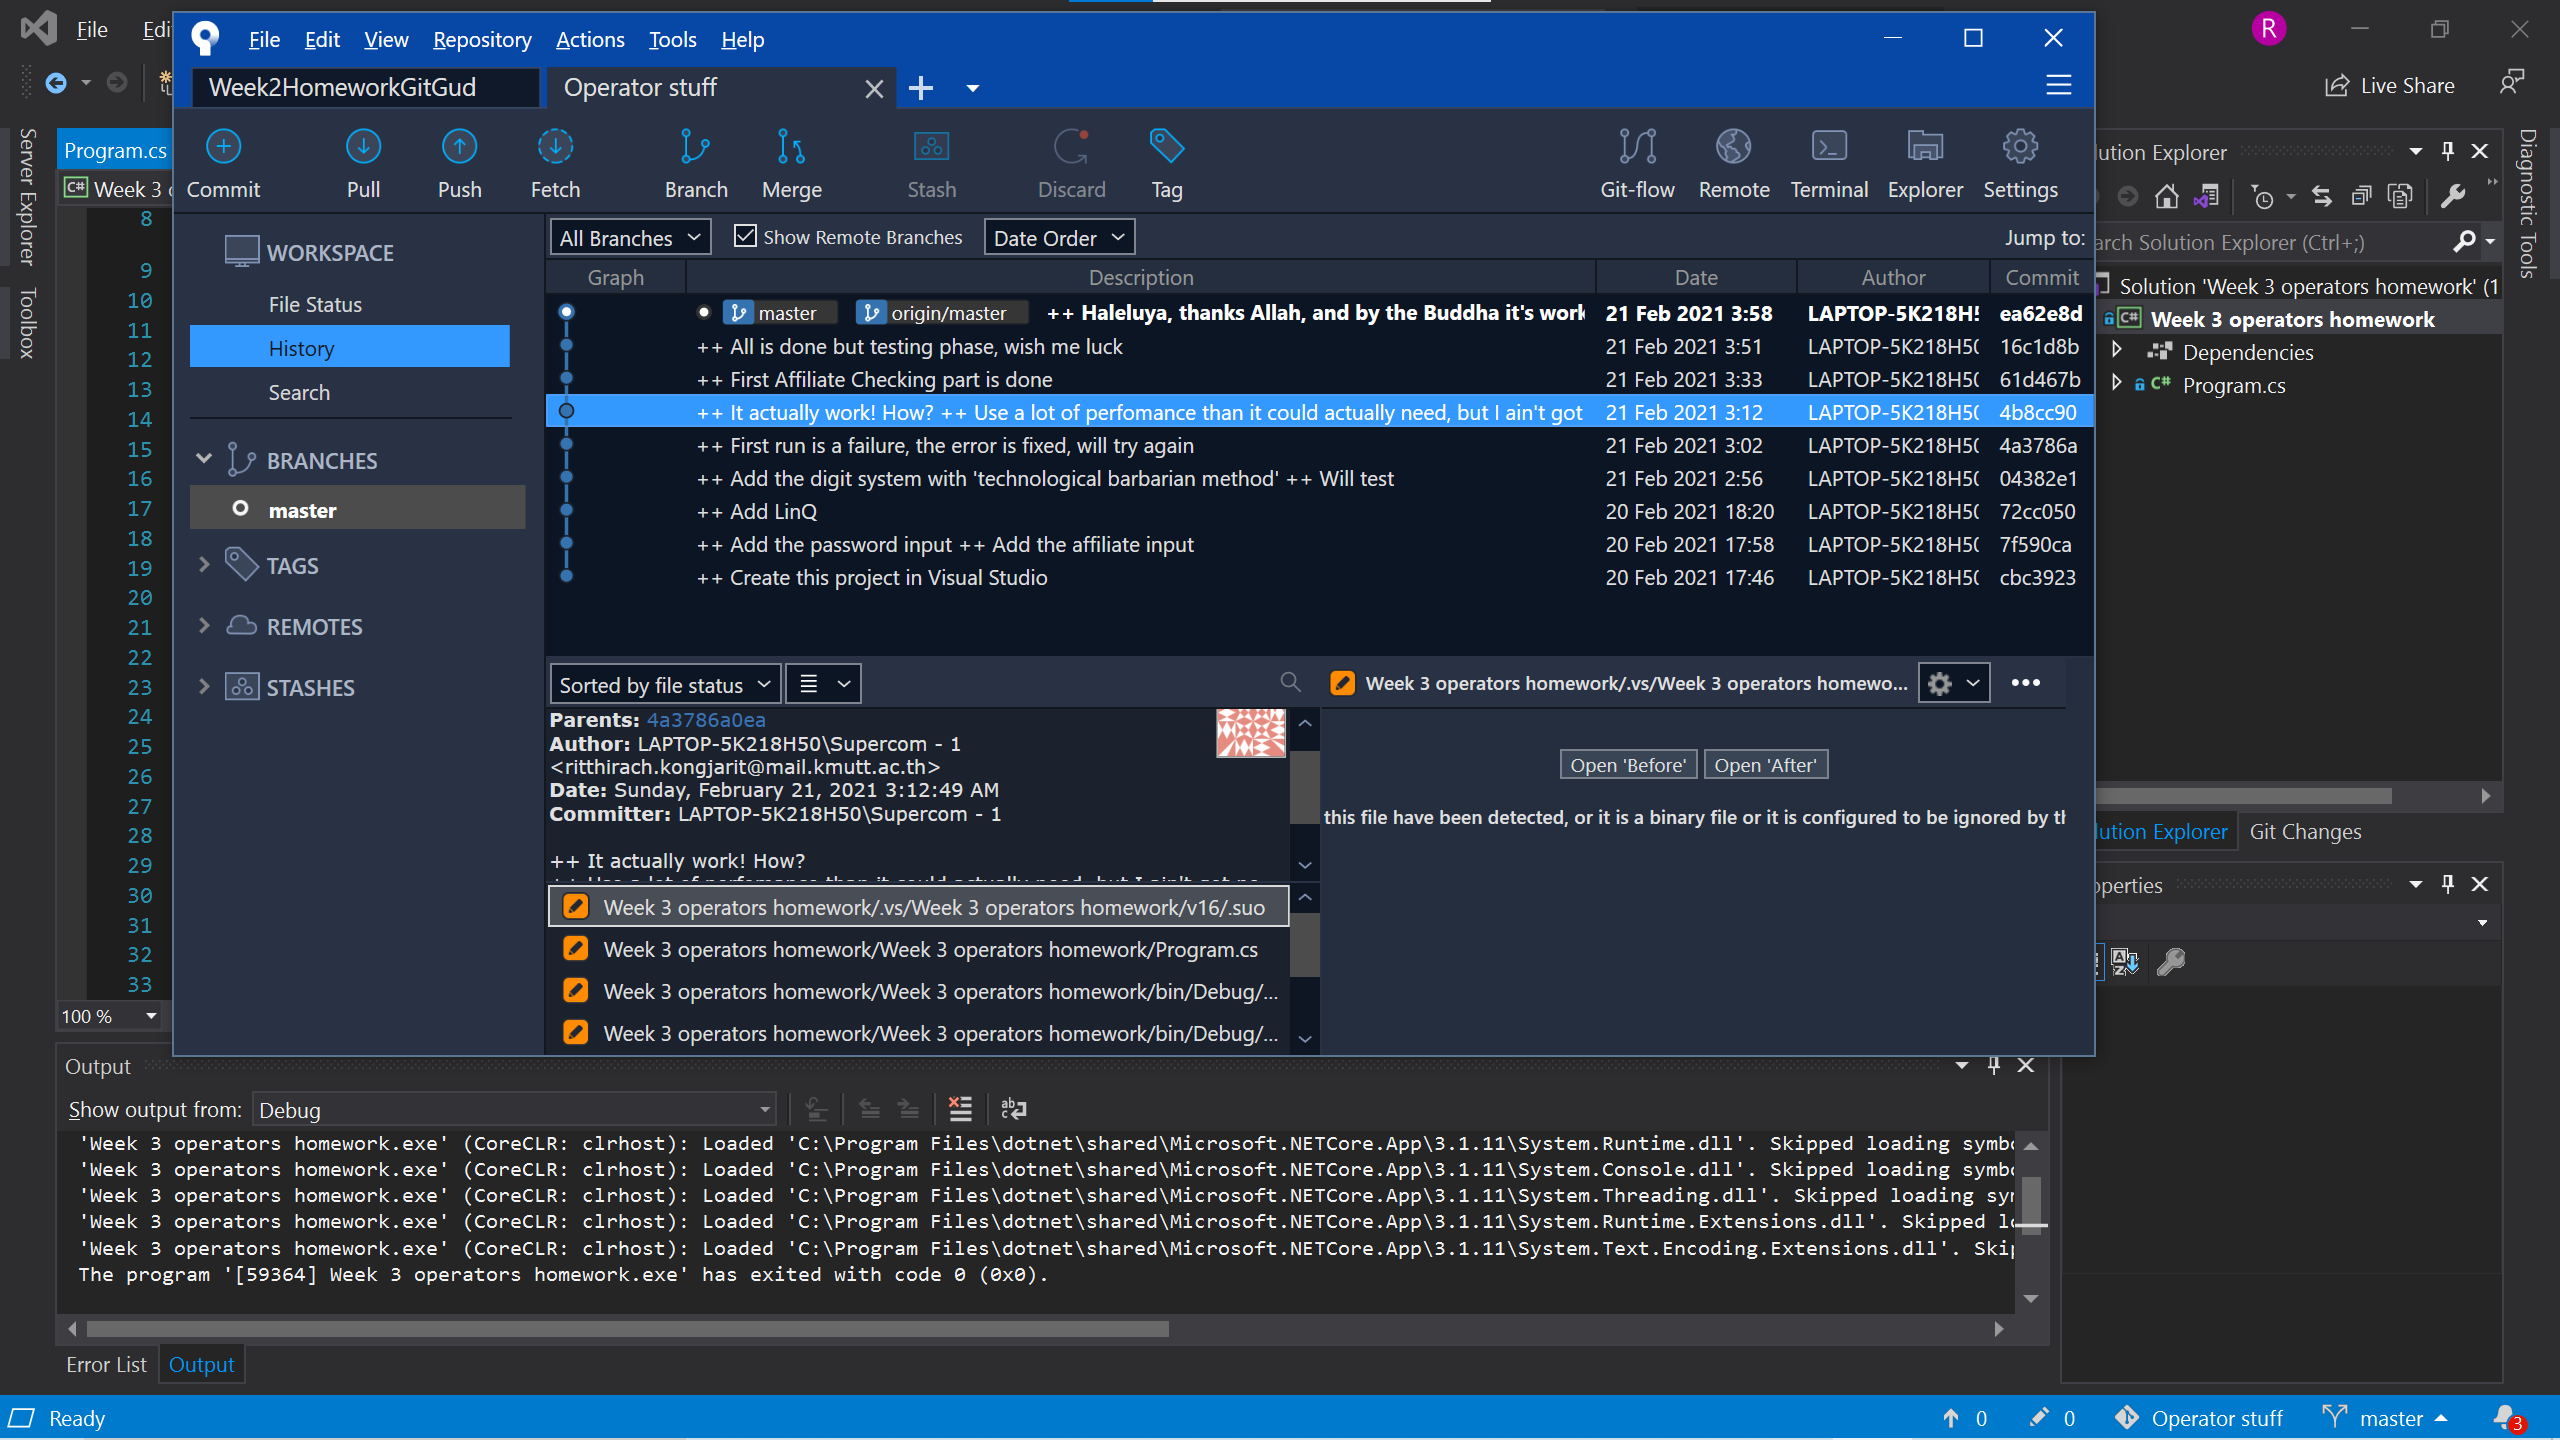 File Edit View Repository Actions Tools Help
File
R
Week2HomeworkGitGud Operator stuff
Live Share
Server Explorer
Toolbox
Diagnostic Tools
Program.cs
Week 3
Commit Pull Push Fetch Branch Merge Stash Discard Tag Git-flow Remote Terminal Explorer Settings
8
9
10
11
12
13
14
15
16
17
18
19
20
21
22
23
24
25
26
27
28
29
30
31
32
33
100 %
WORKSPACE
File Status
History
Search
BRANCHES
master
TAGS
REMOTES
STASHES
All Branches Show Remote Branches Date Order Jump to:
Graph Description Date Author Commit
master origin/master ++ Haleluya, thanks Allah, and by the Buddha it's work 21 Feb 2021 3:58 LAPTOP-5K218H5 ea62e8d
++ All is done but testing phase, wish me luck 21 Feb 2021 3:51 LAPTOP-5K218H50 16c1d8b
++ First Affiliate Checking part is done 21 Feb 2021 3:33 LAPTOP-5K218H50 61d467b
++ It actually work! How? ++ Use a lot of perfomance than it could actually need, but I ain't got 21 Feb 2021 3:12 LAPTOP-5K218H50 4b8cc90
++ First run is a failure, the error is fixed, will try again 21 Feb 2021 3:02 LAPTOP-5K218H50 4a3786a
++ Add the digit system with 'technological barbarian method' ++ Will test 21 Feb 2021 2:56 LAPTOP-5K218H50 04382e1
++ Add LinQ 20 Feb 2021 18:20 LAPTOP-5K218H50 72cc050
++ Add the password input ++ Add the affiliate input 20 Feb 2021 17:58 LAPTOP-5K218H50 7f590ca
++ Create this project in Visual Studio 20 Feb 2021 17:46 LAPTOP-5K218H50 cbc3923
Sorted by file status
Week 3 operators homework/.vs/Week 3 operators homewo...
Parents: 4a3786a0ea
Author: LAPTOP-5K218H50\Supercom - 1
<ritthirach.kongjarit@mail.kmutt.ac.th>
Date: Sunday, February 21, 2021 3:12:49 AM
Committer: LAPTOP-5K218H50\Supercom - 1
++ It actually work! How?
Open 'Before' Open 'After'
this file have been detected, or it is a binary file or it is configured to be ignored by th
Week 3 operators homework/.vs/Week 3 operators homework/v16/.suo
Week 3 operators homework/Week 3 operators homework/Program.cs
Week 3 operators homework/Week 3 operators homework/bin/Debug/...
Week 3 operators homework/Week 3 operators homework/bin/Debug/...
ution Explorer
arch Solution Explorer (Ctrl+;)
Solution 'Week 3 operators homework' (1
Week 3 operators homework
Dependencies
C# Program.cs
lution Explorer Git Changes
operties
Output
Show output from: Debug
'Week 3 operators homework.exe' (CoreCLR: clrhost): Loaded 'C:\Program Files\dotnet\shared\Microsoft.NETCore.App\3.1.11\System.Runtime.dll'. Skipped loading symbo
'Week 3 operators homework.exe' (CoreCLR: clrhost): Loaded 'C:\Program Files\dotnet\shared\Microsoft.NETCore.App\3.1.11\System.Console.dll'. Skipped loading symbo
'Week 3 operators homework.exe' (CoreCLR: clrhost): Loaded 'C:\Program Files\dotnet\shared\Microsoft.NETCore.App\3.1.11\System.Threading.dll'. Skipped loading syn
'Week 3 operators homework.exe' (CoreCLR: clrhost): Loaded 'C:\Program Files\dotnet\shared\Microsoft.NETCore.App\3.1.11\System.Runtime.Extensions.dll'. Skipped lo
'Week 3 operators homework.exe' (CoreCLR: clrhost): Loaded 'C:\Program Files\dotnet\shared\Microsoft.NETCore.App\3.1.11\System.Text.Encoding.Extensions.dll'. Skip
The program '[59364] Week 3 operators homework.exe' has exited with code 0 (0x0).
Error List Output
Ready 0 0 Operator stuff master 3